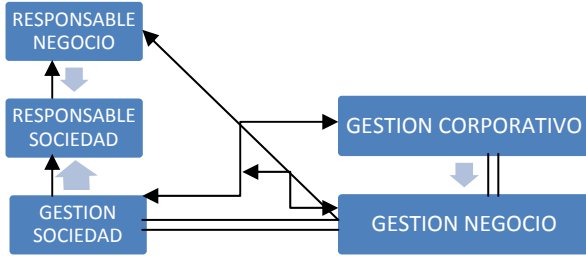 RESPONSABLE
NEGOCIO
RESPONSABLE
SOCIEDAD
GESTION
SOCIEDAD
GESTION CORPORATIVO
GESTION NEGOCIO